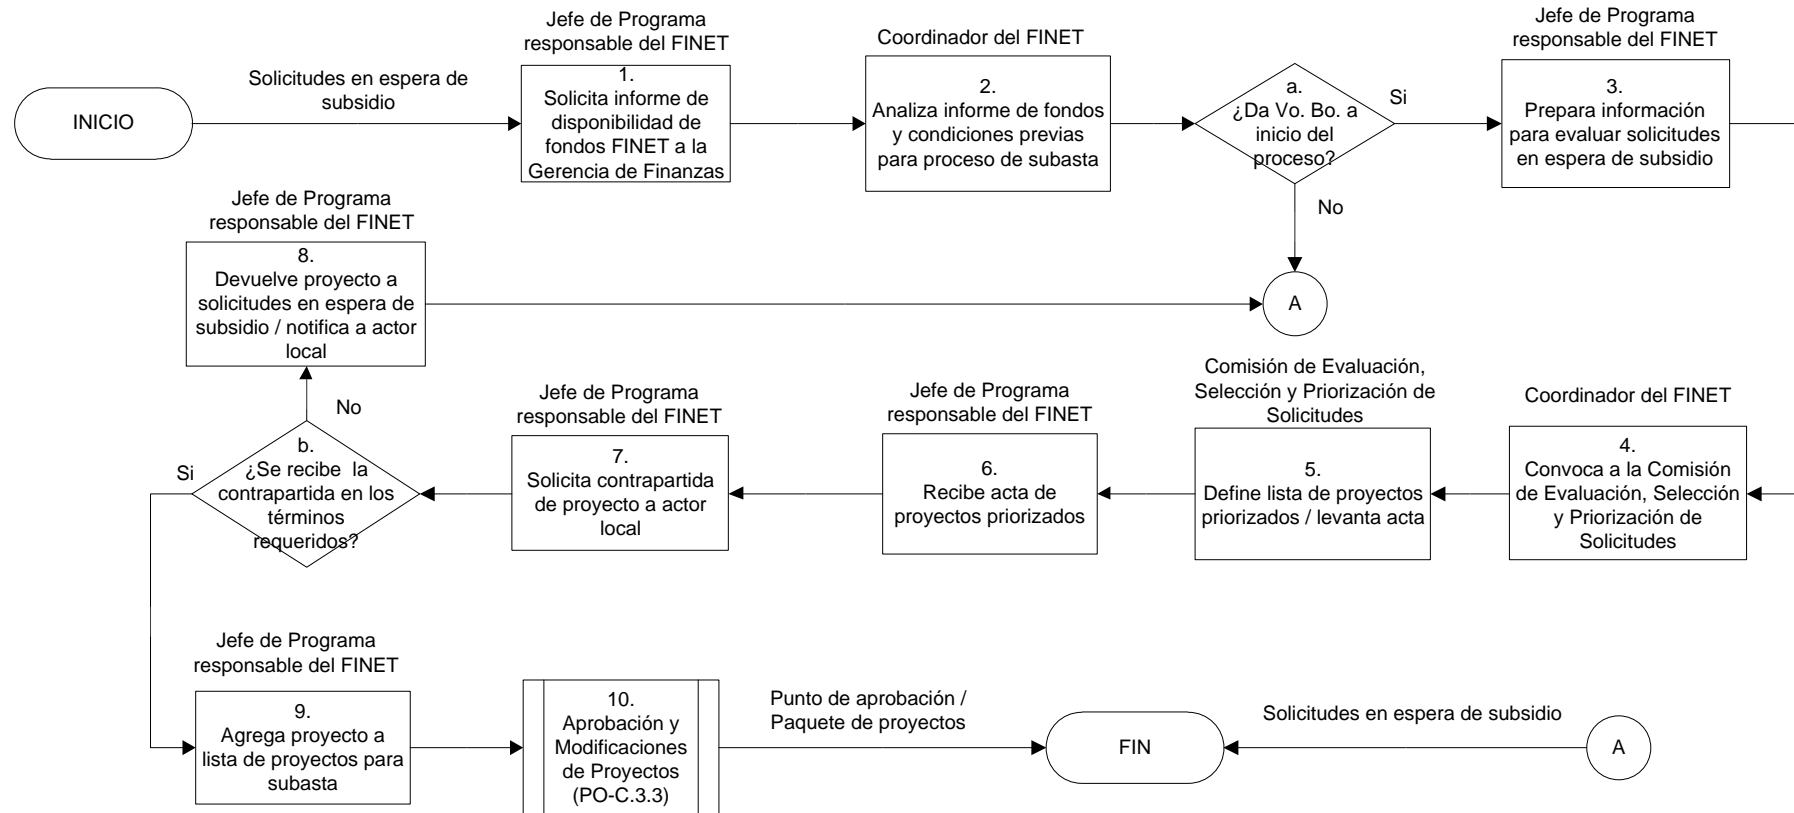 INICIO
Solicitudes en espera de
subsidio
Jefe de Programa
responsable del FINET
1.
Solicita informe de
disponibilidad de
fondos FINET a la
Gerencia de Finanzas
Coordinador del FINET
2.
Analiza informe de fondos
y condiciones previas
para proceso de subasta
a.
¿Da Vo. Bo. a
inicio del
proceso?
Si
No
Jefe de Programa
responsable del FINET
3.
Prepara información
para evaluar solicitudes
en espera de subsidio
A
Coordinador del FINET
4.
Convoca a la Comisión
de Evaluación, Selección
y Priorización de
Solicitudes
Comisión de Evaluación,
Selección y Priorización de
Solicitudes
5.
Define lista de proyectos
priorizados / levanta acta
Jefe de Programa
responsable del FINET
6.
Recibe acta de
proyectos priorizados
Jefe de Programa
responsable del FINET
7.
Solicita contrapartida
de proyecto a actor
local
b.
¿Se recibe  la
contrapartida en los
términos
requeridos?
No
Si
Jefe de Programa
responsable del FINET
8.
Devuelve proyecto a
solicitudes en espera de
subsidio / notifica a actor
local
Jefe de Programa
responsable del FINET
9.
Agrega proyecto a
lista de proyectos para
subasta
10.
Aprobación y
Modificaciones
de Proyectos
(PO-C.3.3)
Punto de aprobación /
Paquete de proyectos
FIN
Solicitudes en espera de subsidio
A